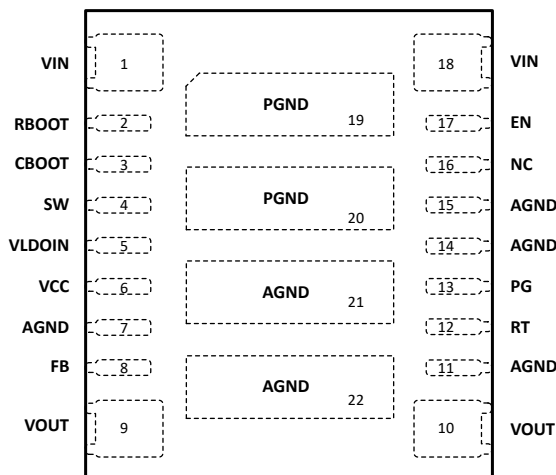 VIN 1 18 VIN
PGND
19
RBOOT 2 17 EN
CBOOT 3 16 NC
PGND
20
SW 4 15 AGND
VLDOIN 5 14 AGND
VCC 6 AGND 21 13 PG
AGND 7 12 RT
FB 8 11 AGND
AGND
22
VOUT 9 10 VOUT